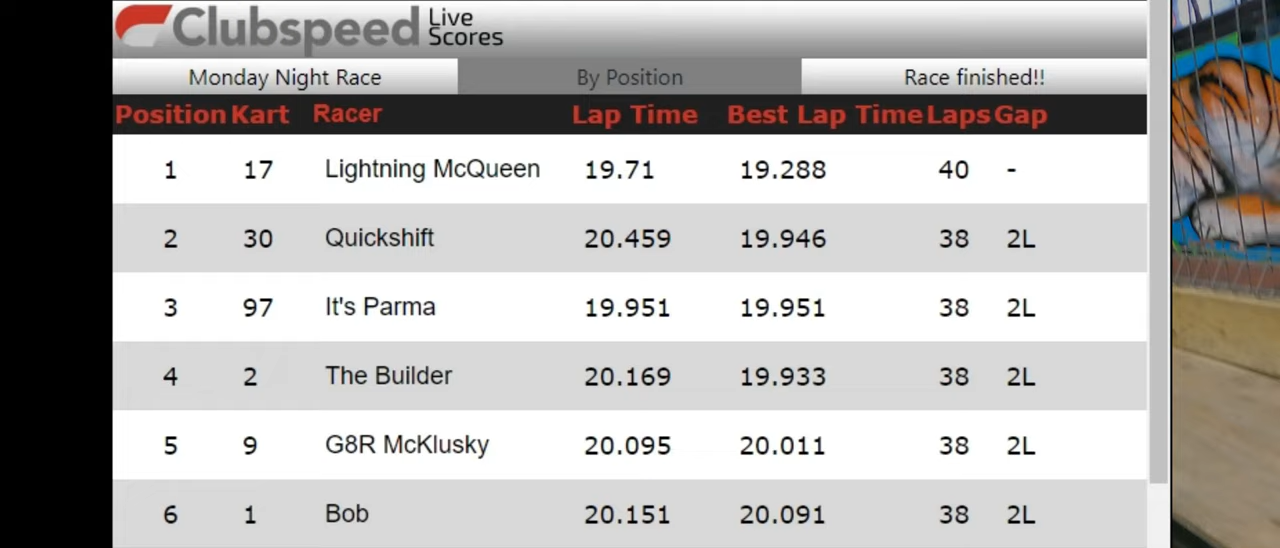 Clubspeed Live Scores
Monday Night Race By Position Race finished!!
Position Kart Racer Lap Time Best Lap Time Laps Gap
1 17 Lightning McQueen 19.71 19.288 40 -
2 30 Quickshift 20.459 19.946 38 2L
3 97 It's Parma 19.951 19.951 38 2L
4 2 The Builder 20.169 19.933 38 2L
5 9 G8R McKlusky 20.095 20.011 38 2L
6 1 Bob 20.151 20.091 38 2L